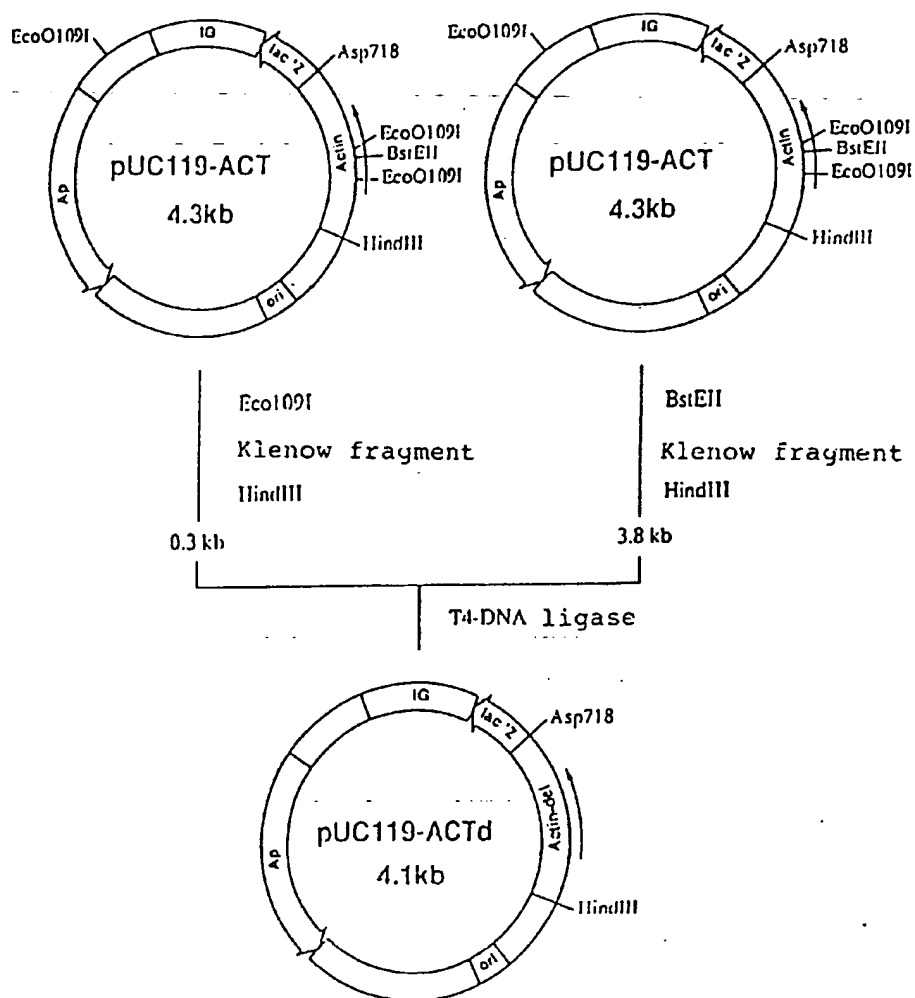 EcoO109I
IG
lac 'Z
Asp718
Actin
EcoO109I
BstEII
EcoO109I
HindIII
ori
Ap
pUC119-ACT
4.3kb
EcoO109I
IG
lac 'Z
Asp718
Actin
EcoO109I
BstEII
EcoO109I
HindIII
ori
Ap
pUC119-ACT
4.3kb
Eco109I
Klenow fragment
HindIII
0.3 kb
BstEII
Klenow fragment
HindIII
3.8 kb
T4-DNA ligase
IG
lac 'Z
Asp718
Actin-del
HindIII
ori
Ap
pUC119-ACTd
4.1kb